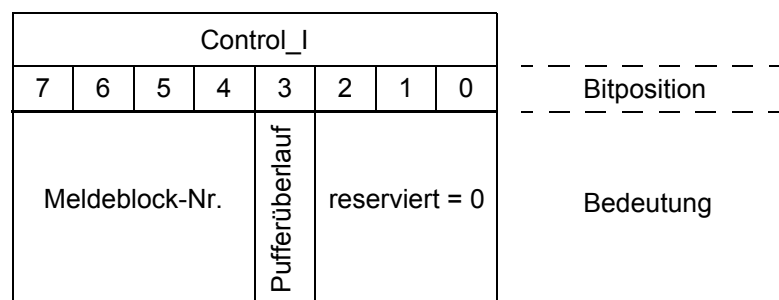 Control_I
7 6 5 4 3 2 1 0 Bitposition
Meldeblock-Nr. Pufferüberlauf reserviert = 0 Bedeutung